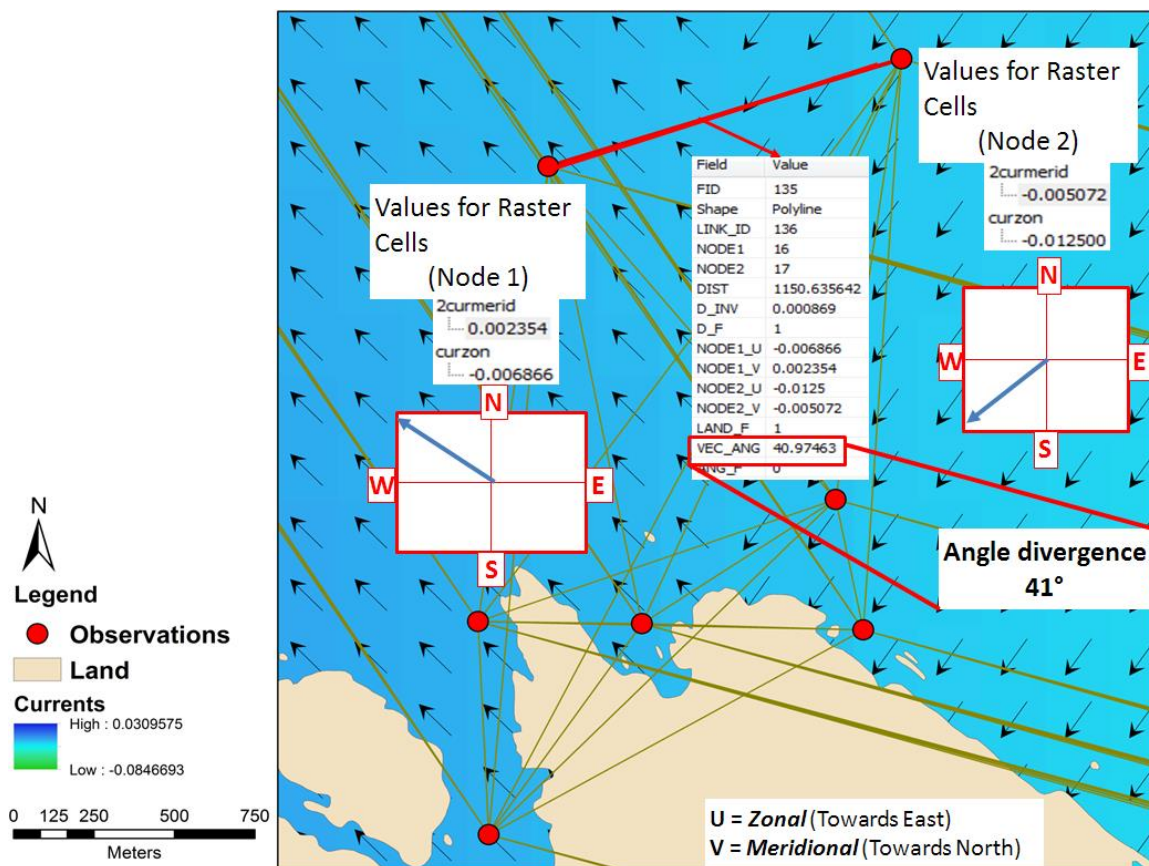 Values for Raster
Cells
(Node 2)
2curmerid
-0.005072
curzon
-0.012500
N
W
E
S
Values for Raster
Cells
(Node 1)
2curmerid
0.002354
curzon
-0.006866
N
W
E
S
Field Value
FID 135
Shape Polyline
LINK_ID 136
NODE1 16
NODE2 17
DIST 1150.635642
D_INV 0.000869
D_F 1
NODE1_U -0.006866
NODE1_V 0.002354
NODE2_U -0.0125
NODE2_V -0.005072
LAND_F 1
VEC_ANG 40.97463
ANG_F 0
Angle divergence
41°
N
Legend
Observations
Land
Currents
High : 0.0309575
Low : -0.0846693
0 125 250 500 750
Meters
U = Zonal (Towards East)
V = Meridional (Towards North)